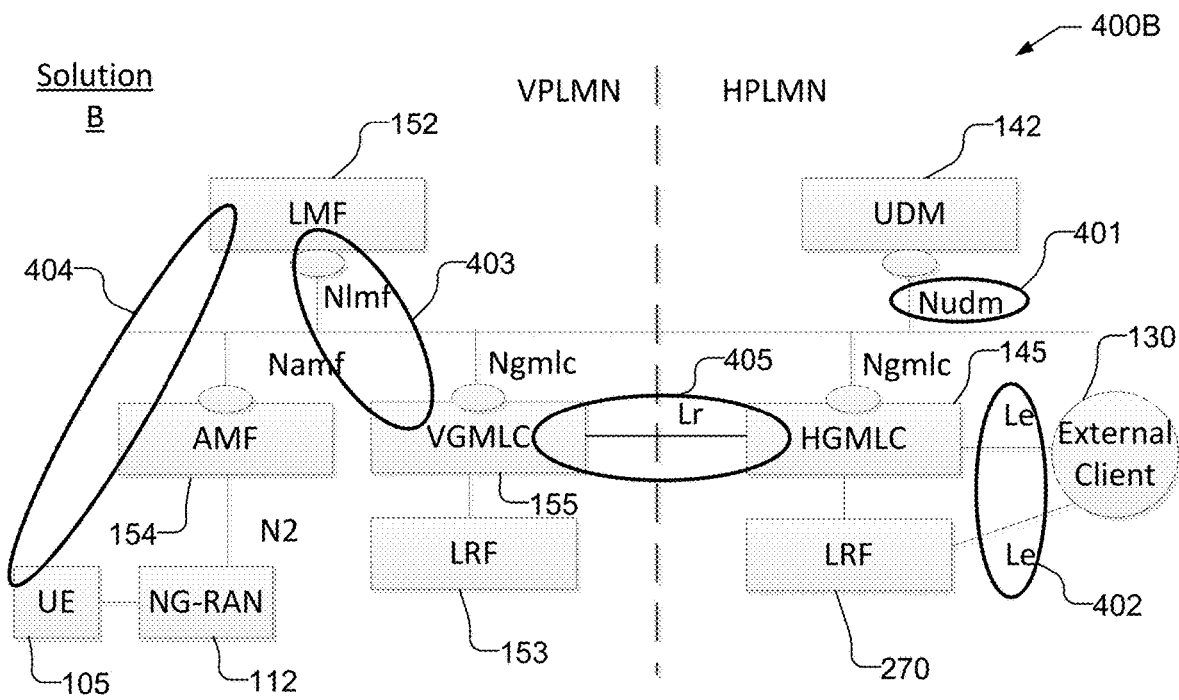 400B
Solution
B
VPLMN
HPLMN
152
142
LMF
UDM
401
404
403
Nlmf
Nudm
130
Namf
Ngmlc
405
Ngmlc
145
Lr
Le
AMF
VGMLC
HGMLC
External
Client
154
N2
155
LRF
LRF
Le
UE
NG-RAN
402
153
270
105
112